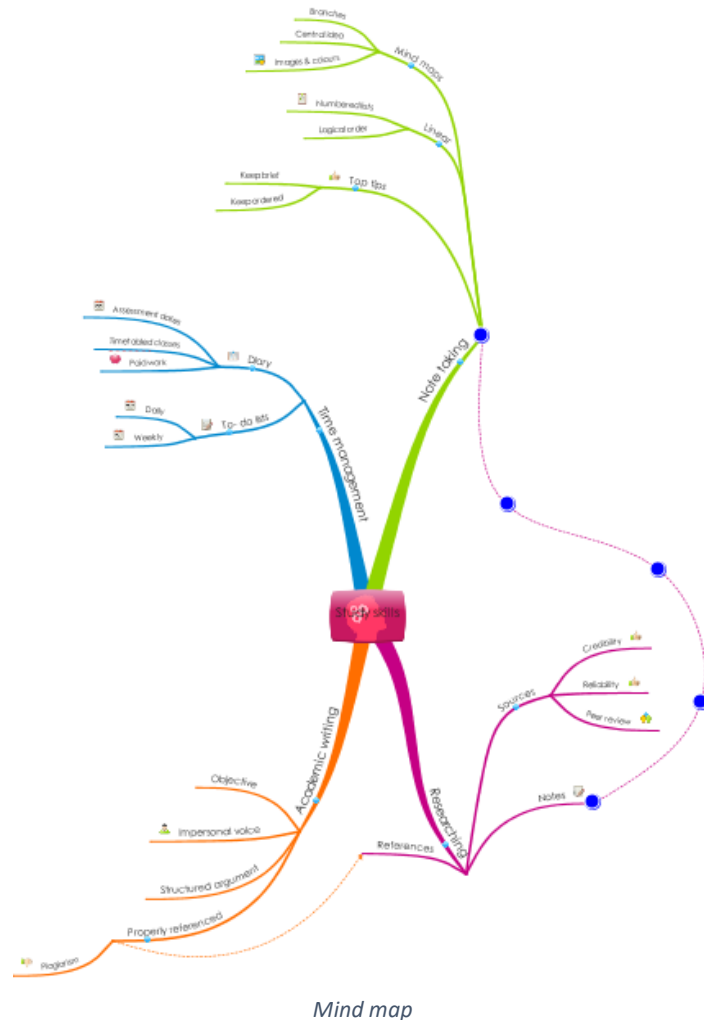 Branches
Central idea
Images & colours
Mind maps
Numbered lists
Logical order
Linear
Keep brief
Keep ordered
Top tips
Note taking
Assessment dates
Timetabled classes
Paid work
Diary
Daily
Weekly
To- do lists
Time management
Study skills
Credibility
Reliability
Peer review
Sources
Notes
References
Researching
Academic writing
Objective
Impersonal voice
Structured argument
Properly referenced
Plagiarism
Mind map